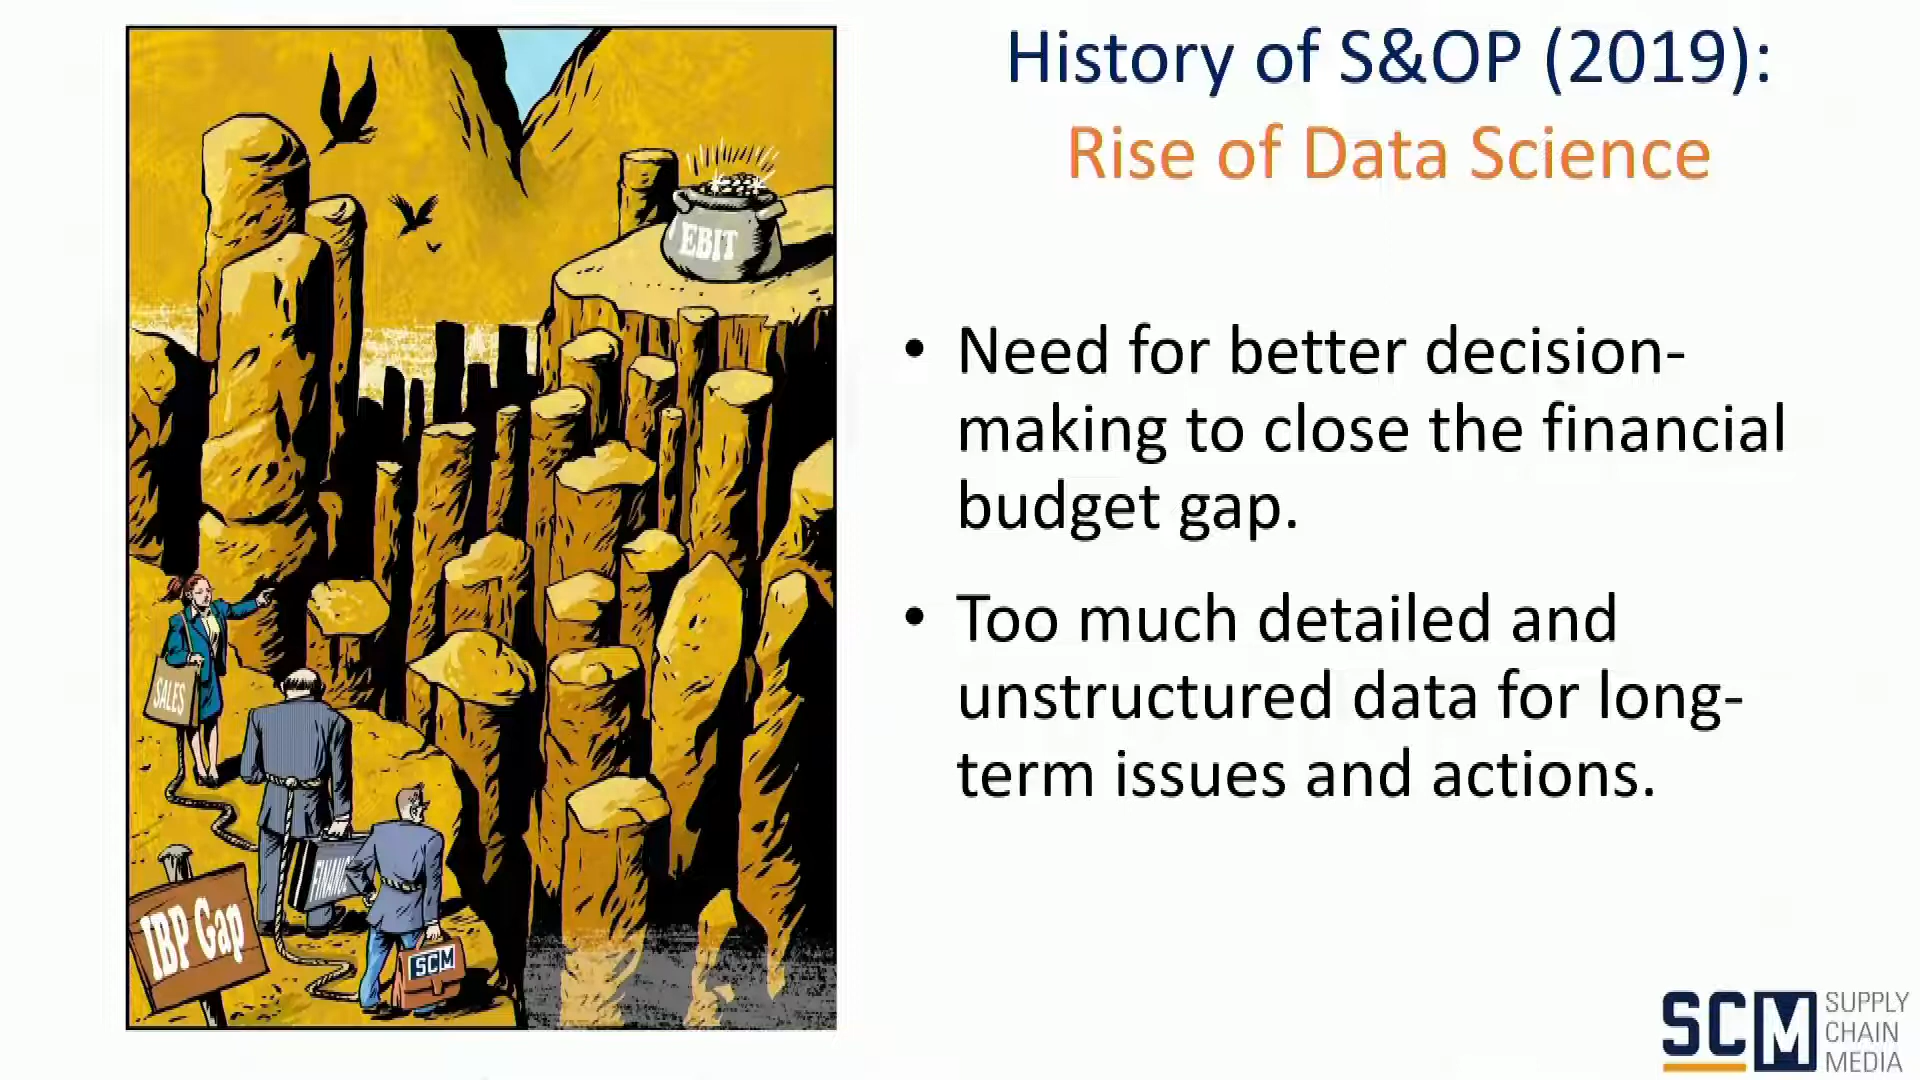 History of S&OP (2019):
Rise of Data Science
EBIT
• Need for better decision-
making to close the financial
budget gap.
• Too much detailed and
unstructured data for long-
term issues and actions.
SALES
FINANCE
IBP Gap
SCM
SCM
SUPPLY
CHAIN
MEDIA